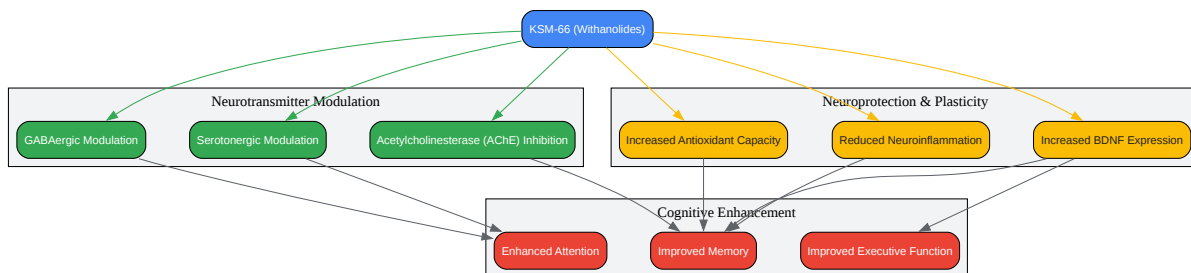 KSM-66 (Withanolides)
Neurotransmitter Modulation
Neuroprotection & Plasticity
GABAergic Modulation
Serotonergic Modulation
Acetylcholinesterase (AChE) Inhibition
Increased Antioxidant Capacity
Reduced Neuroinflammation
Increased BDNF Expression
Cognitive Enhancement
Enhanced Attention
Improved Memory
Improved Executive Function